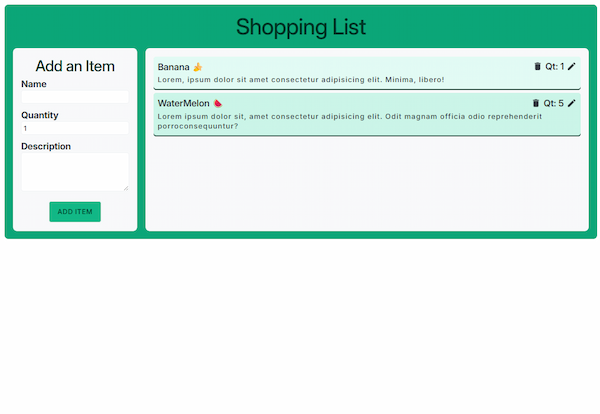 Shopping List
Add an Item
Name
Quantity
1
Description
ADD ITEM
Banana 🍌
Qt: 1
Lorem, ipsum dolor sit amet consectetur adipisicing elit. Minima, libero!
WaterMelon 🍉
Qt: 5
Lorem ipsum dolor sit, amet consectetur adipisicing elit. Odit magnam officia odio reprehenderit
porroconsequuntur?